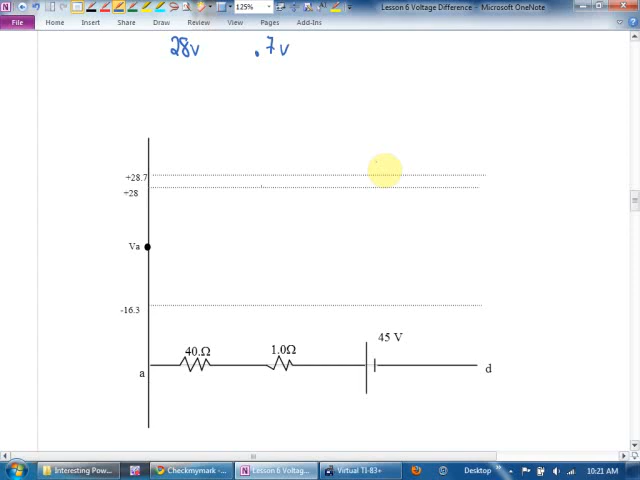 Lesson 6 Voltage Difference - Microsoft OneNote
125%
File Home Insert Share Draw Review View Add-Ins
28v .7v
+28.7
+28
Va
-16.3
45 V
40.Ω 1.0Ω
a d
Interesting Pow... Checkmymark - ... Lesson 6 Voltag... Virtual TI-83+ Desktop 10:21 AM